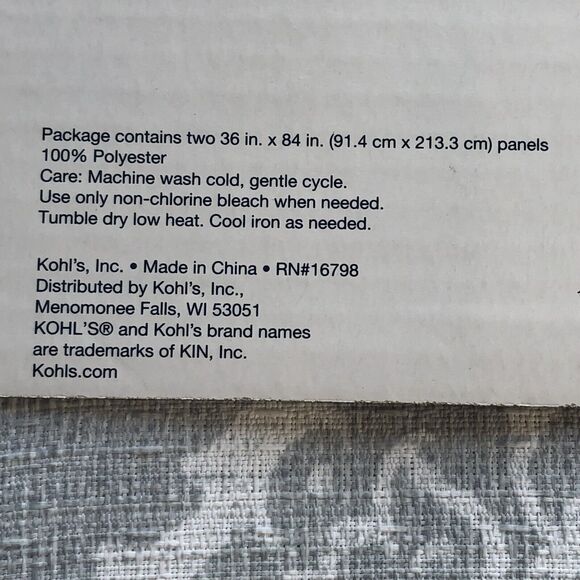 Package contains two 36 in. x 84 in. (91.4 cm x 213.3 cm) panels
100% Polyester
Care: Machine wash cold, gentle cycle.
Use only non-chlorine bleach when needed.
Tumble dry low heat. Cool iron as needed.
Kohl's, Inc. • Made in China • RN#16798
Distributed by Kohl's, Inc.,
Menomonee Falls, WI 53051
KOHL'S® and Kohl's brand names
are trademarks of KIN, Inc.
Kohls.com